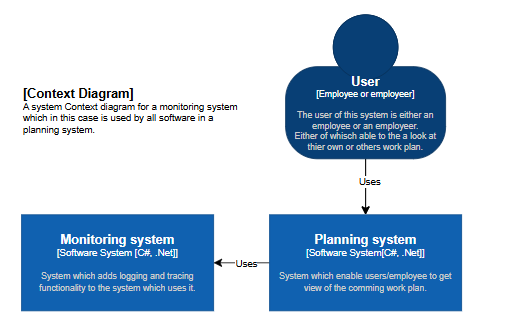 User
[Employee or employeer]
The user of this system is either an
employee or an employeer.
Either of whisch able to the a look at
thier own or others work plan.
[Context Diagram]
A system Context diagram for a monitoring system
which in this case is used by all software in a
planning system.
Uses
Monitoring system
[Software System [C#, .Net]]
System which adds logging and tracing
functionality to the system which uses it.
Uses
Planning system
[Software System[C#, .Net]]
System which enable users/employee to get
view of the comming work plan.